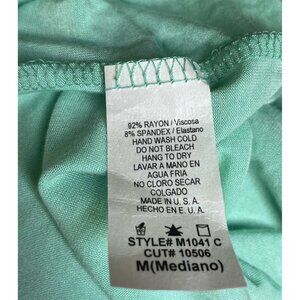 92% RAYON / Viscosa
8% SPANDEX / Elastano
HAND WASH COLD
DO NOT BLEACH
HANG TO DRY
LAVAR A MANO EN
AGUA FRIA
NO CLORO SECAR
COLGADO
MADE IN U.S.A.
HECHO EN E.U.A.
STYLE# M1041 C
CUT# 10506
M(Mediano)